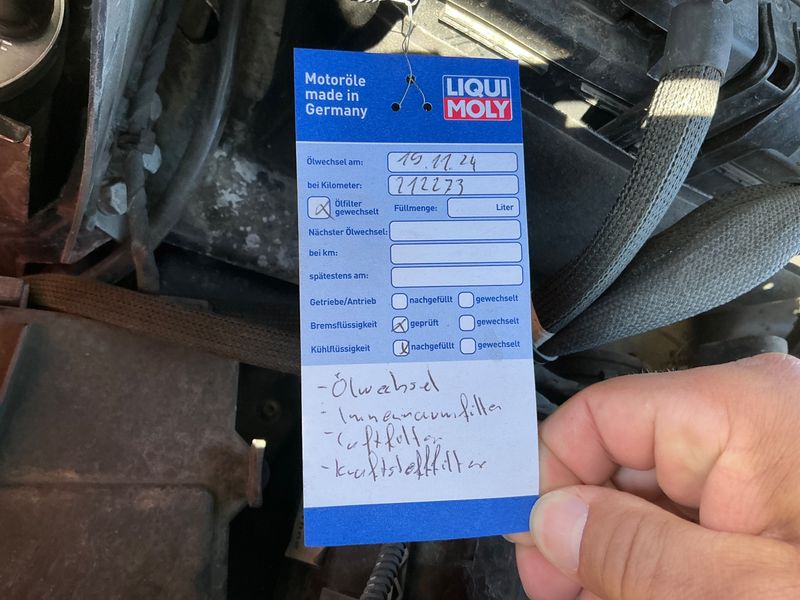 Motoröle
made in
Germany
LIQUI
MOLY
Ölwechsel am: 19.11.24
bei Kilometer: 212273
Ölfilter
gewechselt
Füllmenge: Liter
Nächster Ölwechsel:
bei km:
spätestens am:
Getriebe/Antrieb nachgefüllt gewechselt
Bremsflüssigkeit geprüft gewechselt
Kühlflüssigkeit nachgefüllt gewechselt
- Ölwechsel
- Innenraumfilter
- Luftfilter
- Kraftstofffilter